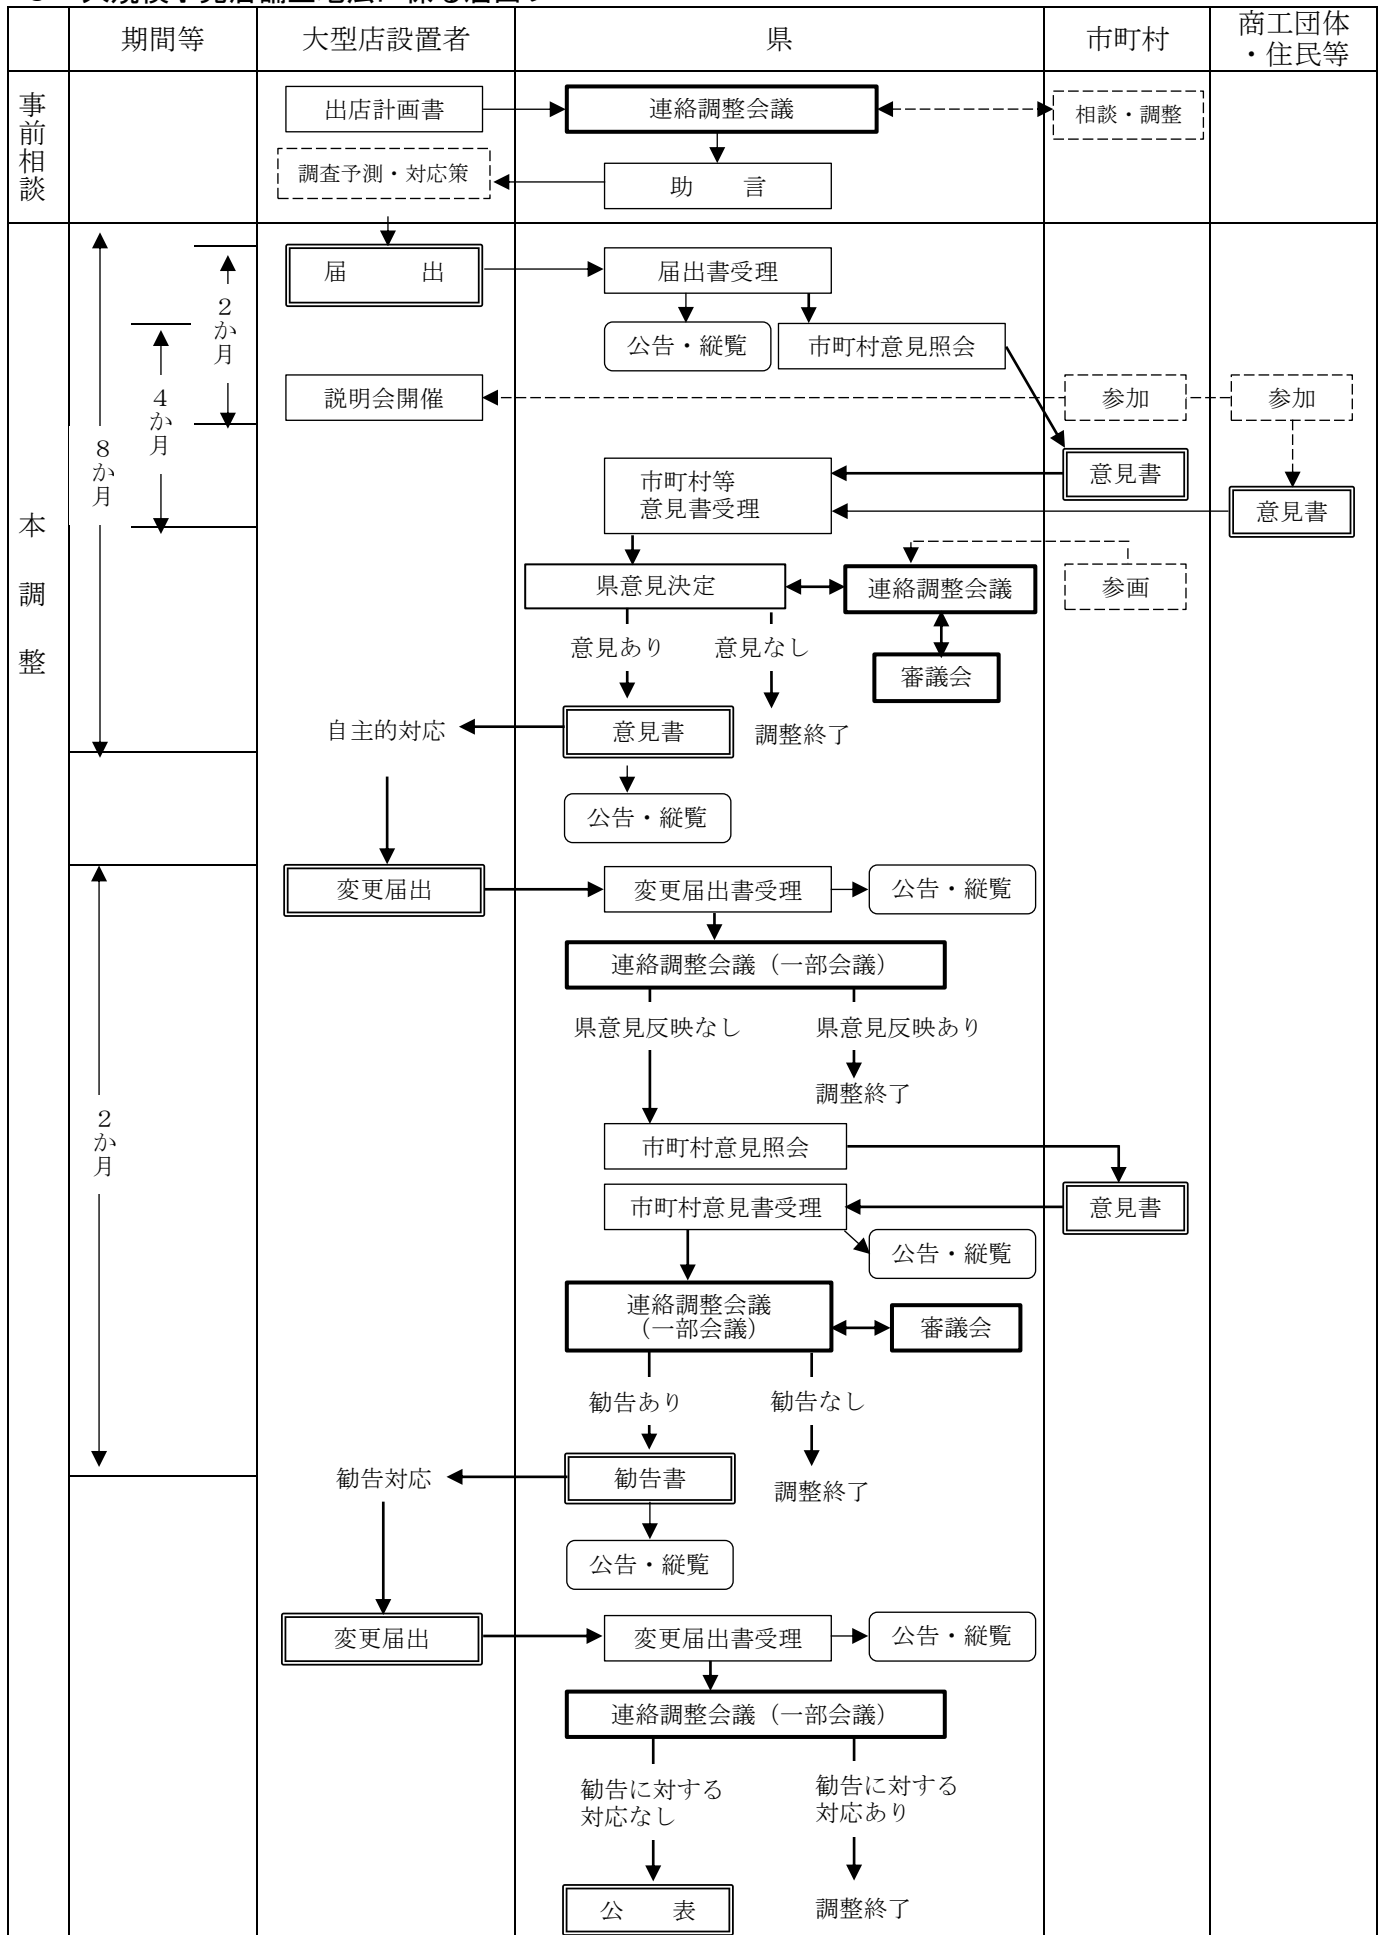 期間等
大型店設置者
県
市町村
商工団体
・住民等
事前相談
出店計画書
連絡調整会議
相談・調整
調査予測・対応策
助　　言
本調整
8か月
2か月
4か月
届　　　出
届出書受理
公告・縦覧
市町村意見照会
説明会開催
参加
参加
意見書
市町村等
意見書受理
意見書
県意見決定
連絡調整会議
参画
意見あり
意見なし
審議会
自主的対応
意見書
調整終了
公告・縦覧
変更届出
変更届出書受理
公告・縦覧
連絡調整会議（一部会議）
県意見反映なし
県意見反映あり
調整終了
2か月
市町村意見照会
市町村意見書受理
意見書
公告・縦覧
連絡調整会議
（一部会議）
審議会
勧告あり
勧告なし
勧告対応
勧告書
調整終了
公告・縦覧
変更届出
変更届出書受理
公告・縦覧
連絡調整会議（一部会議）
勧告に対する
対応なし
勧告に対する
対応あり
公　　表
調整終了